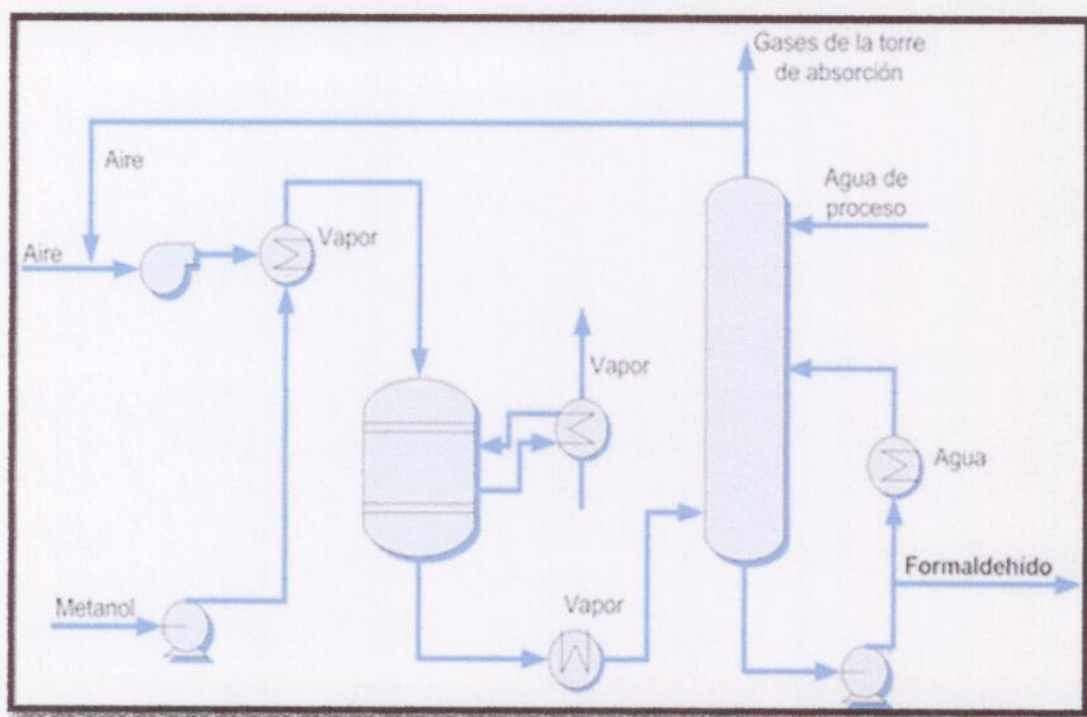 Gases de la torre
de absorción
Aire
Agua de
proceso
Aire
Vapor
Vapor
Agua
Formaldehído
Metanol
Vapor